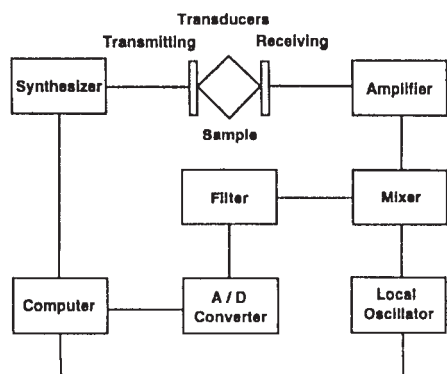 Transducers
Transmitting Receiving
Synthesizer
Amplifier
Sample
Filter
Mixer
Computer
A / D
Converter
Local
Oscillator